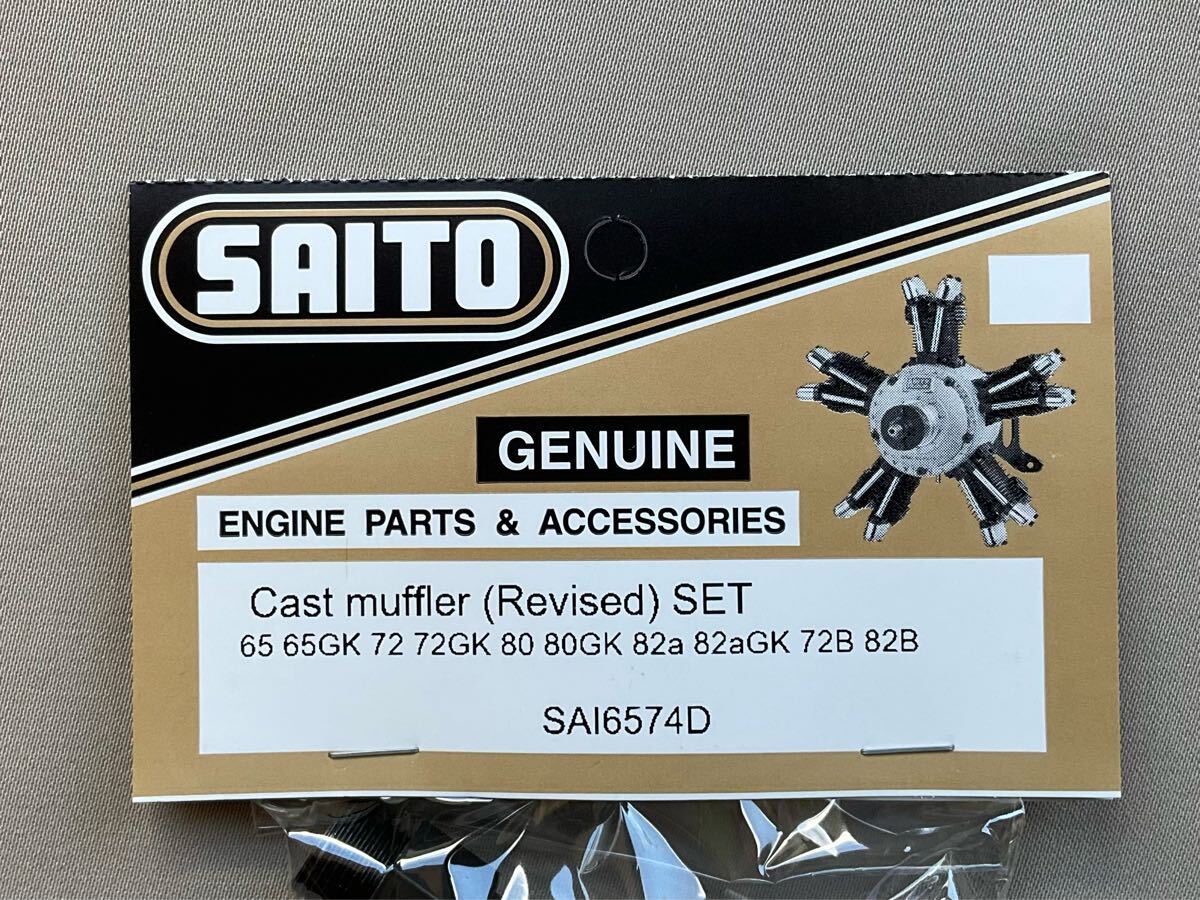 SAITO
GENUINE
ENGINE PARTS & ACCESSORIES
Cast muffler (Revised) SET
65 65GK 72 72GK 80 80GK 82a 82aGK 72B 82B
SAI6574D